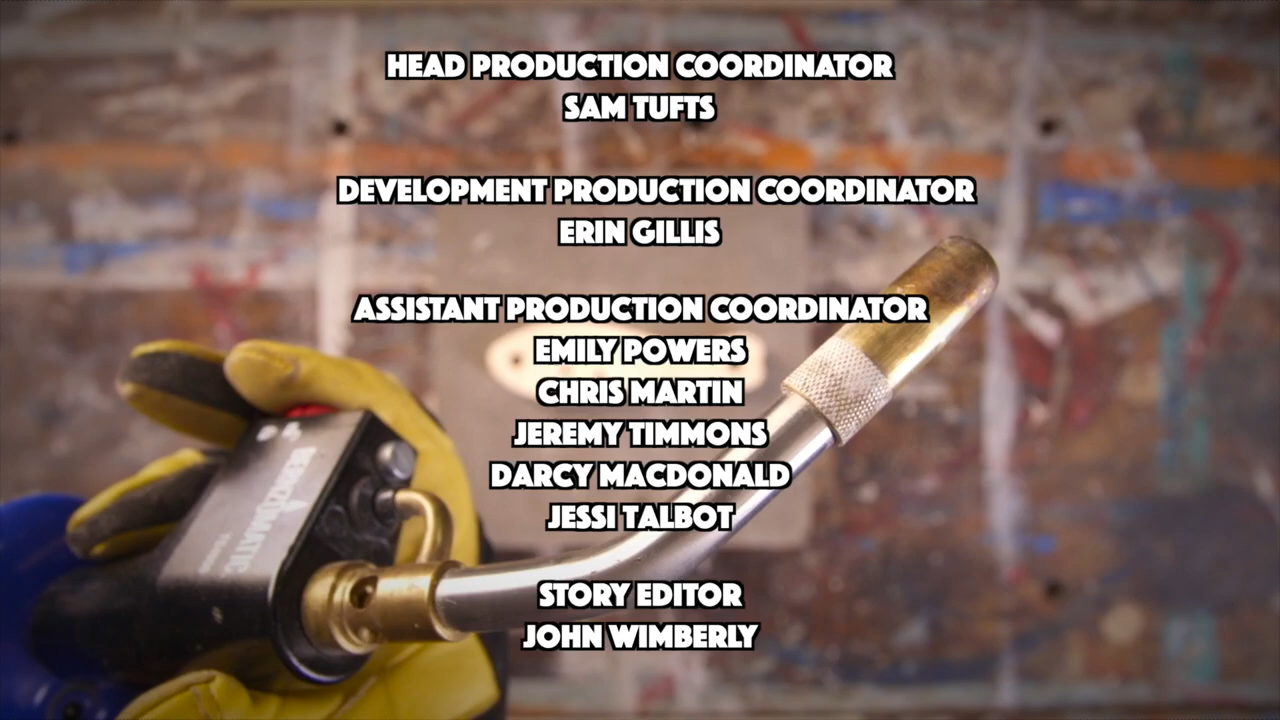 HEAD PRODUCTION COORDINATOR
SAM TUFTS
DEVELOPMENT PRODUCTION COORDINATOR
ERIN GILLIS
ASSISTANT PRODUCTION COORDINATOR
EMILY POWERS
CHRIS MARTIN
JEREMY TIMMONS
DARCY MACDONALD
JESSI TALBOT
STORY EDITOR
JOHN WIMBERLY
BERNZOMATIC